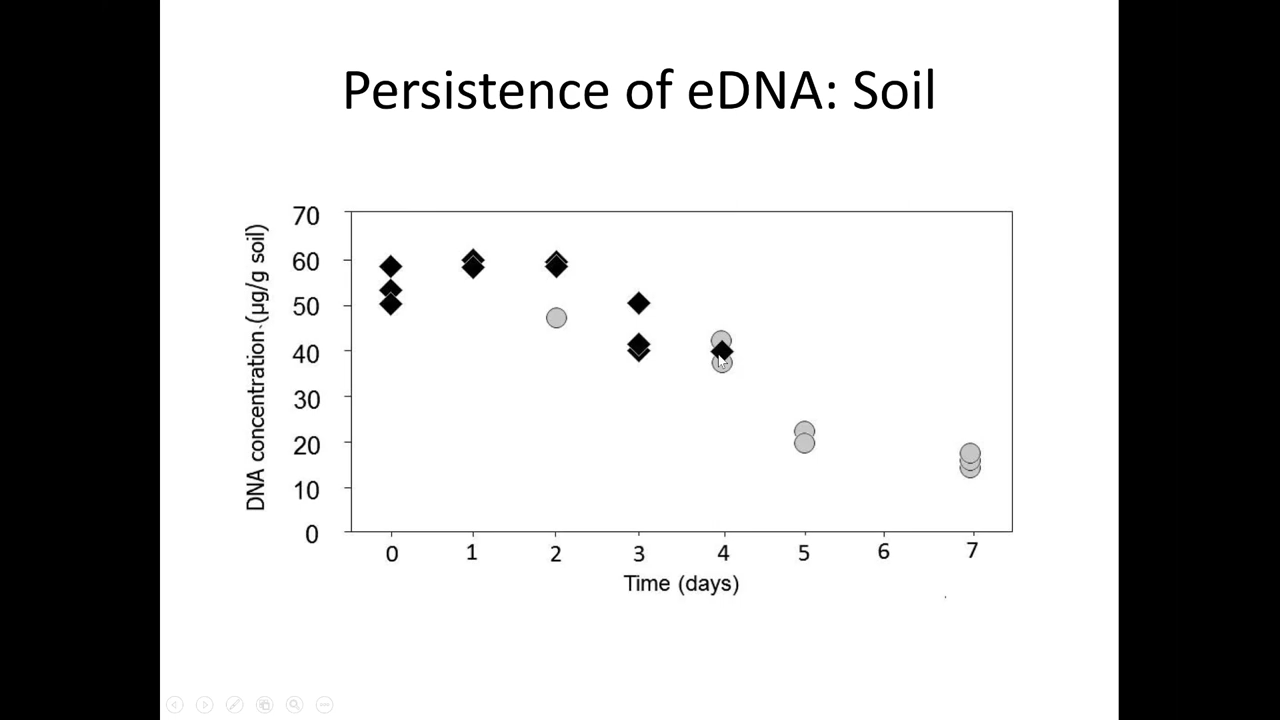 Persistence of eDNA: Soil
DNA concentration (µg/g soil)
70
60
50
40
30
20
10
0
0 1 2 3 4 5 6 7
Time (days)